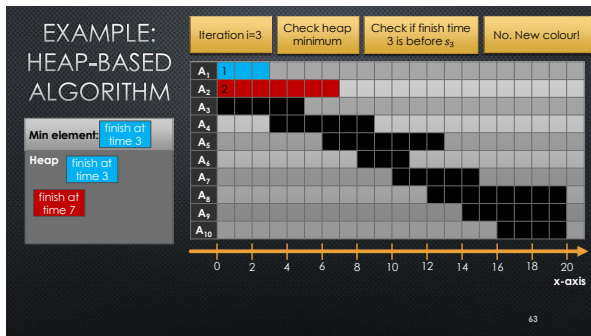 EXAMPLE:
HEAP-BASED
ALGORITHM
Iteration i=3
Check heap
minimum
Check if finish time
3 is before s₃
No. New colour!
Min element:
finish at
time 3
Heap
finish at
time 3
finish at
time 7
A₁ 1
A₂ 2
A₃
A₄
A₅
A₆
A₇
A₈
A₉
A₁₀
0 2 4 6 8 10 12 14 16 18 20
x-axis
63